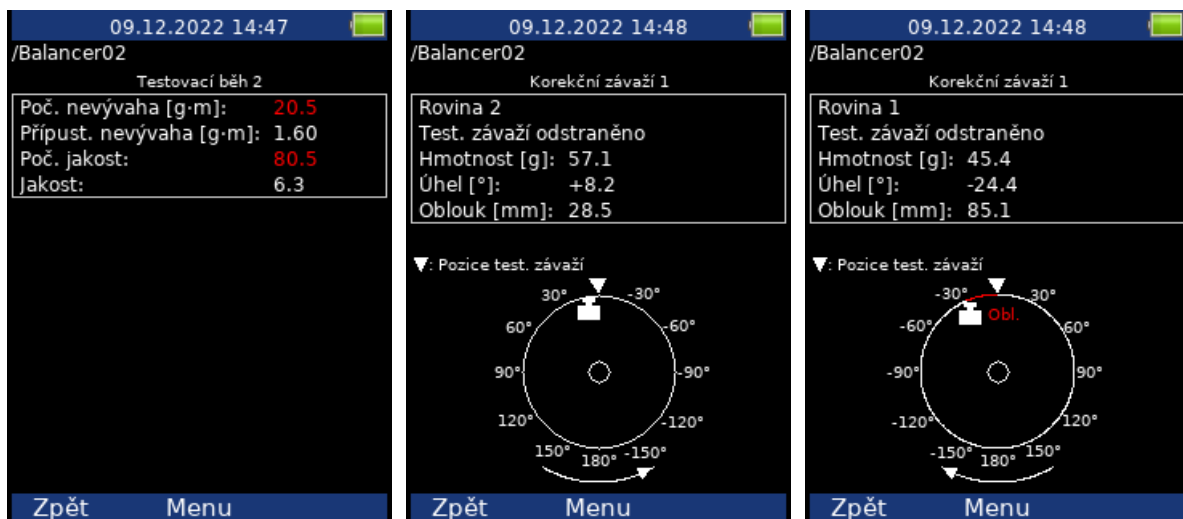 09.12.2022 14:47
/Balancer02
Testovací běh 2
Poč. nevývaha [g·m]: 20.5
Přípust. nevývaha [g·m]: 1.60
Poč. jakost: 80.5
Jakost: 6.3
Zpět Menu
09.12.2022 14:48
/Balancer02
Korekční závaží 1
Rovina 2
Test. závaží odstraněno
Hmotnost [g]: 57.1
Úhel [°]: +8.2
Oblouk [mm]: 28.5
▼: Pozice test. závaží
30° -30°
60° -60°
90° -90°
120° -120°
150° 180° -150°
Zpět Menu
09.12.2022 14:48
/Balancer02
Korekční závaží 1
Rovina 1
Test. závaží odstraněno
Hmotnost [g]: 45.4
Úhel [°]: -24.4
Oblouk [mm]: 85.1
▼: Pozice test. závaží
-30° 30°
Obl.
-60° 60°
-90° 90°
-120° 120°
-150° 180° 150°
Zpět Menu